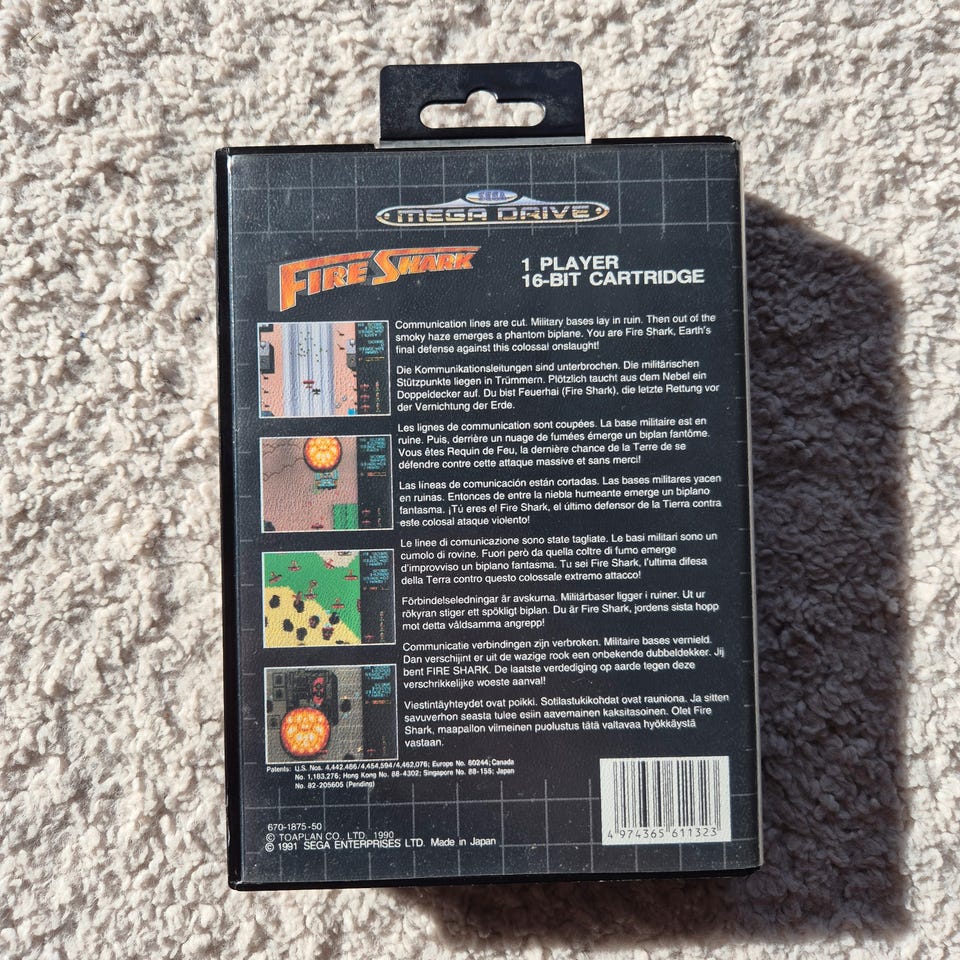 SEGA
MEGA DRIVE
FIRE SHARK
1 PLAYER
16-BIT CARTRIDGE
Communication lines are cut. Military bases lay in ruin. Then out of the
smoky haze emerges a phantom biplane. You are Fire Shark, Earth's
final defense against this colossal onslaught!
Die Kommunikationsleitungen sind unterbrochen. Die militärischen
Stützpunkte liegen in Trümmern. Plötzlich taucht aus dem Nebel ein
Doppeldecker auf. Du bist Feuerhai (Fire Shark), die letzte Rettung vor
der Vernichtung der Erde.
Les lignes de communication sont coupées. La base militaire est en
ruine. Puis, derrière un nuage de fumées émerge un biplan fantôme.
Vous êtes Requin de Feu, la dernière chance de la Terre de se
défendre contre cette attaque massive et sans merci!
Las líneas de comunicación están cortadas. Las bases militares yacen
en ruinas. Entonces de entre la niebla humeante emerge un biplano
fantasma. ¡Tú eres el Fire Shark, el último defensor de la Tierra contra
este colosal ataque violento!
Le linee di comunicazione sono state tagliate. Le basi militari sono un
cumolo di rovine. Fuori però da quella coltre di fumo emerge
d'improvviso un biplano fantasma. Tu sei Fire Shark, l'ultima difesa
della Terra contro questo colossale extremo attacco!
Förbindelseledningar är avskurna. Militärbaser ligger i ruiner. Ut ur
rökyran stiger ett spökligt biplan. Du är Fire Shark, jordens sista hopp
mot detta våldsamma angrepp!
Communicatie verbindingen zijn verbroken. Militaire bases vernield.
Dan verschijnt er uit de wazige rook een onbekende dubbeldekker. Jij
bent FIRE SHARK. De laatste verdediging op aarde tegen deze
verschrikkelijke woeste aanval!
Viestintäyhteydet ovat poikki. Sotilastukikohdat ovat rauniona. Ja sitten
savuverhon seasta tulee esiin aavemainen kaksitasoinen. Olet Fire
Shark, maapallon viimeinen puolustus tätä valtavaa hyökkäystä
vastaan.
Patents: U.S. Nos. 4,442,486/4,454,594/4,462,076; Europe No. 80244; Canada
No. 1,183,276; Hong Kong No. 88-4302; Singapore No. 88-155; Japan
No. 82-205605 (Pending)
670-1875-50
© TOAPLAN CO., LTD. 1990
© 1991 SEGA ENTERPRISES LTD. Made in Japan
4 974365 611323